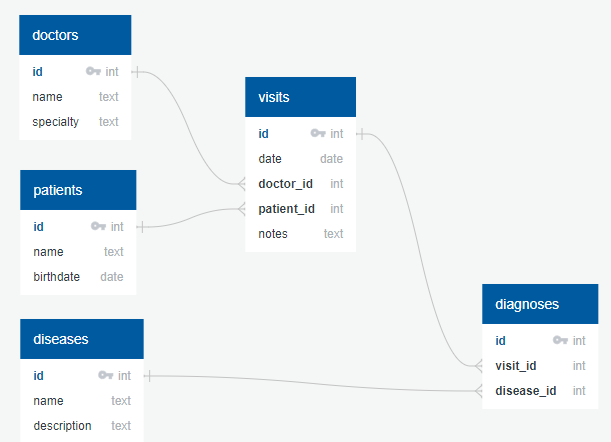 doctors
id int
name text
specialty text
visits
id int
date date
doctor_id int
patient_id int
notes text
patients
id int
name text
birthdate date
diagnoses
id int
visit_id int
disease_id int
diseases
id int
name text
description text